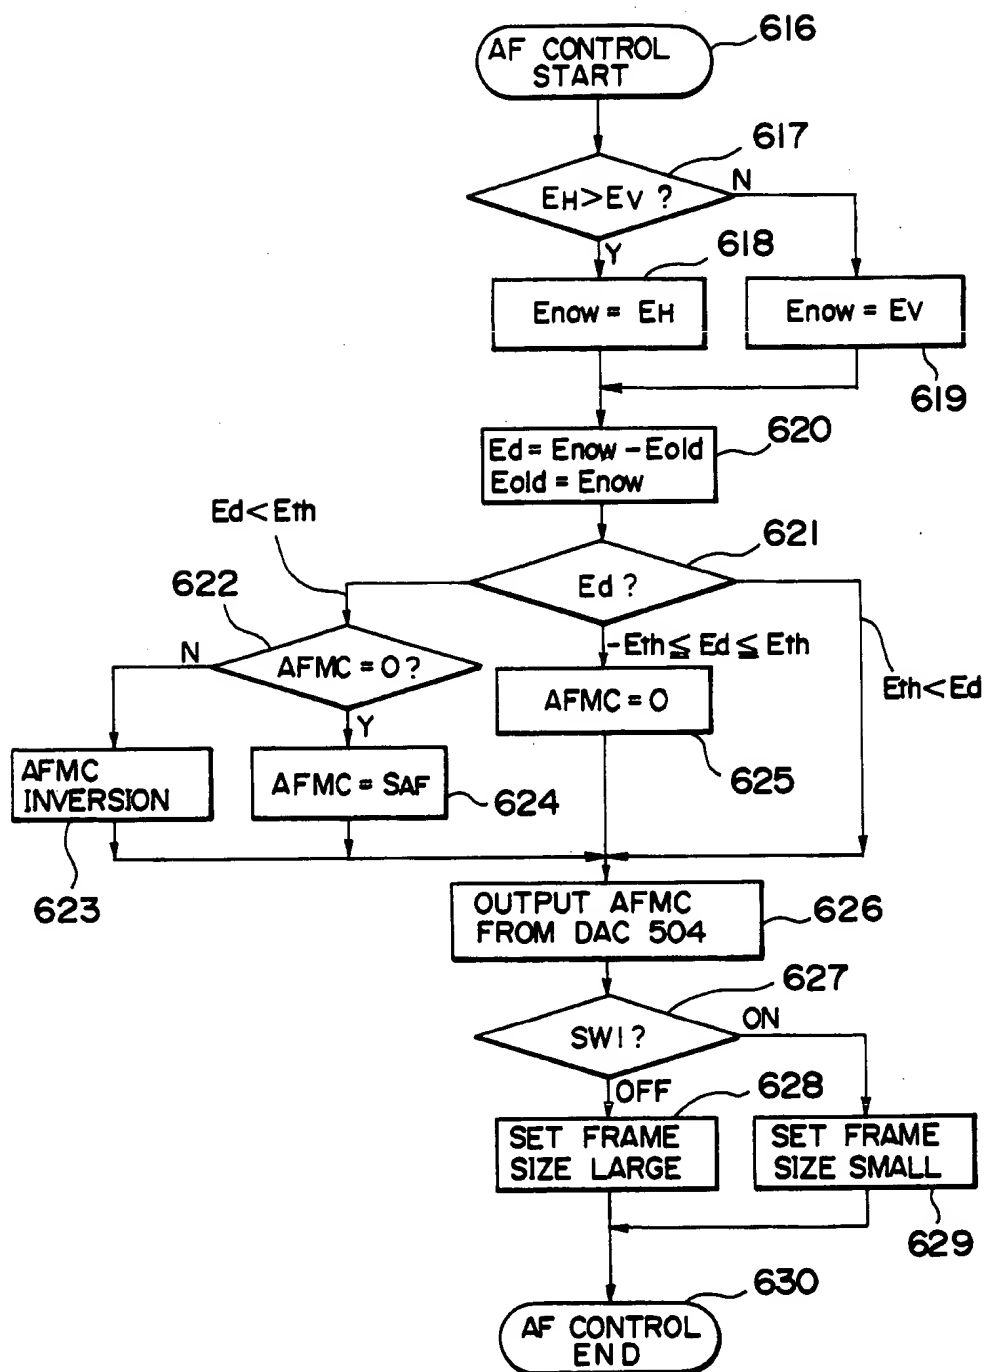 AF CONTROL
START
616
617
EH>EV ?
N
Y
618
Enow = EH
Enow = EV
619
620
Ed = Enow - Eold
Eold = Enow
Ed<Eth
621
Ed ?
622
-Eth ≦ Ed ≦ Eth
Eth<Ed
N
AFMC = 0 ?
Y
AFMC = 0
625
AFMC
INVERSION
623
AFMC = SAF
624
OUTPUT AFMC
FROM DAC 504
626
627
SW1 ?
ON
OFF
628
SET FRAME
SIZE LARGE
SET FRAME
SIZE SMALL
629
630
AF CONTROL
END